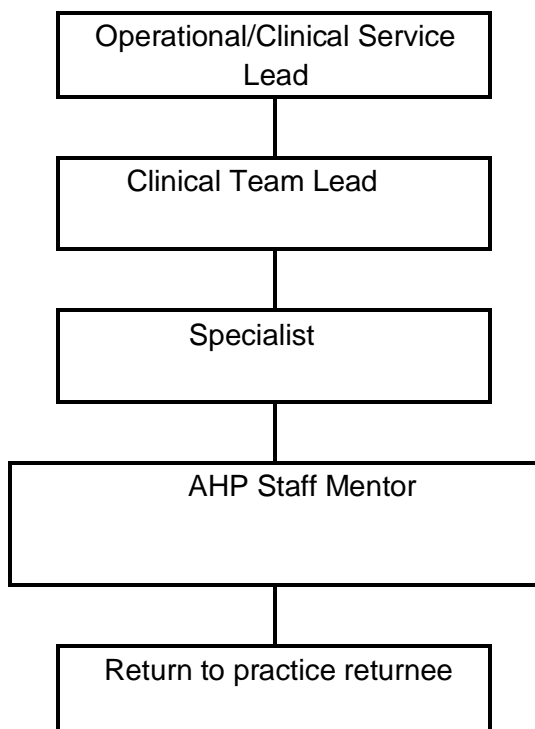 Operational/Clinical Service
Lead
Clinical Team Lead
Specialist
AHP Staff Mentor
Return to practice returnee